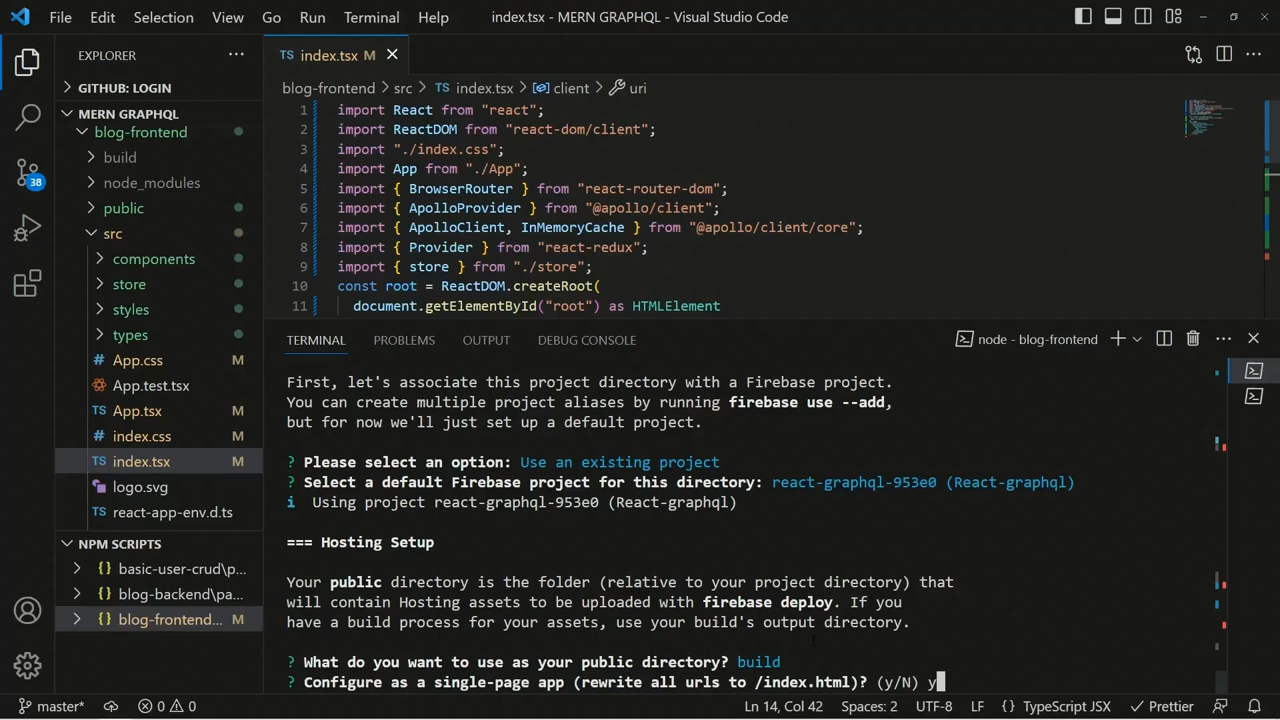 File Edit Selection View Go Run Terminal Help index.tsx - MERN GRAPHQL - Visual Studio Code
EXPLORER
GITHUB: LOGIN
MERN GRAPHQL
blog-frontend
build
node_modules
public
src
components
store
styles
types
App.css M
App.test.tsx
TS App.tsx M
index.css M
TS index.tsx M
logo.svg
TS react-app-env.d.ts
NPM SCRIPTS
{} basic-user-crud\p...
{} blog-backend\pa...
{} blog-frontend... M
38
TS index.tsx M
blog-frontend > src > TS index.tsx > client > uri
1 import React from "react";
2 import ReactDOM from "react-dom/client";
3 import "./index.css";
4 import App from "./App";
5 import { BrowserRouter } from "react-router-dom";
6 import { ApolloProvider } from "@apollo/client";
7 import { ApolloClient, InMemoryCache } from "@apollo/client/core";
8 import { Provider } from "react-redux";
9 import { store } from "./store";
10 const root = ReactDOM.createRoot(
11 document.getElementById("root") as HTMLElement
TERMINAL PROBLEMS OUTPUT DEBUG CONSOLE node - blog-frontend
First, let's associate this project directory with a Firebase project.
You can create multiple project aliases by running firebase use --add,
but for now we'll just set up a default project.
? Please select an option: Use an existing project
? Select a default Firebase project for this directory: react-graphql-953e0 (React-graphql)
i Using project react-graphql-953e0 (React-graphql)
=== Hosting Setup
Your public directory is the folder (relative to your project directory) that
will contain Hosting assets to be uploaded with firebase deploy. If you
have a build process for your assets, use your build's output directory.
? What do you want to use as your public directory? build
? Configure as a single-page app (rewrite all urls to /index.html)? (y/N) y
master* 0 0 Ln 14, Col 42 Spaces: 2 UTF-8 LF {} TypeScript JSX Prettier